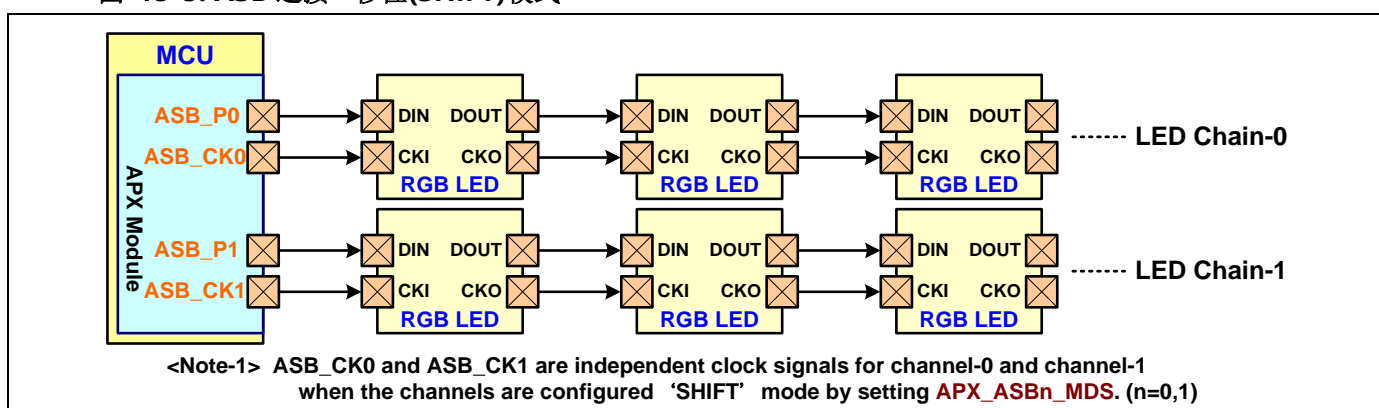 MCU
ASB_P0
ASB_CK0
ASB_P1
ASB_CK1
APX Module
DIN DOUT
CKI CKO
RGB LED
DIN DOUT
CKI CKO
RGB LED
DIN DOUT
CKI CKO
RGB LED
LED Chain-0
DIN DOUT
CKI CKO
RGB LED
DIN DOUT
CKI CKO
RGB LED
DIN DOUT
CKI CKO
RGB LED
LED Chain-1
<Note-1> ASB_CK0 and ASB_CK1 are independent clock signals for channel-0 and channel-1
when the channels are configured ‘SHIFT’ mode by setting APX_ASBn_MDS. (n=0,1)